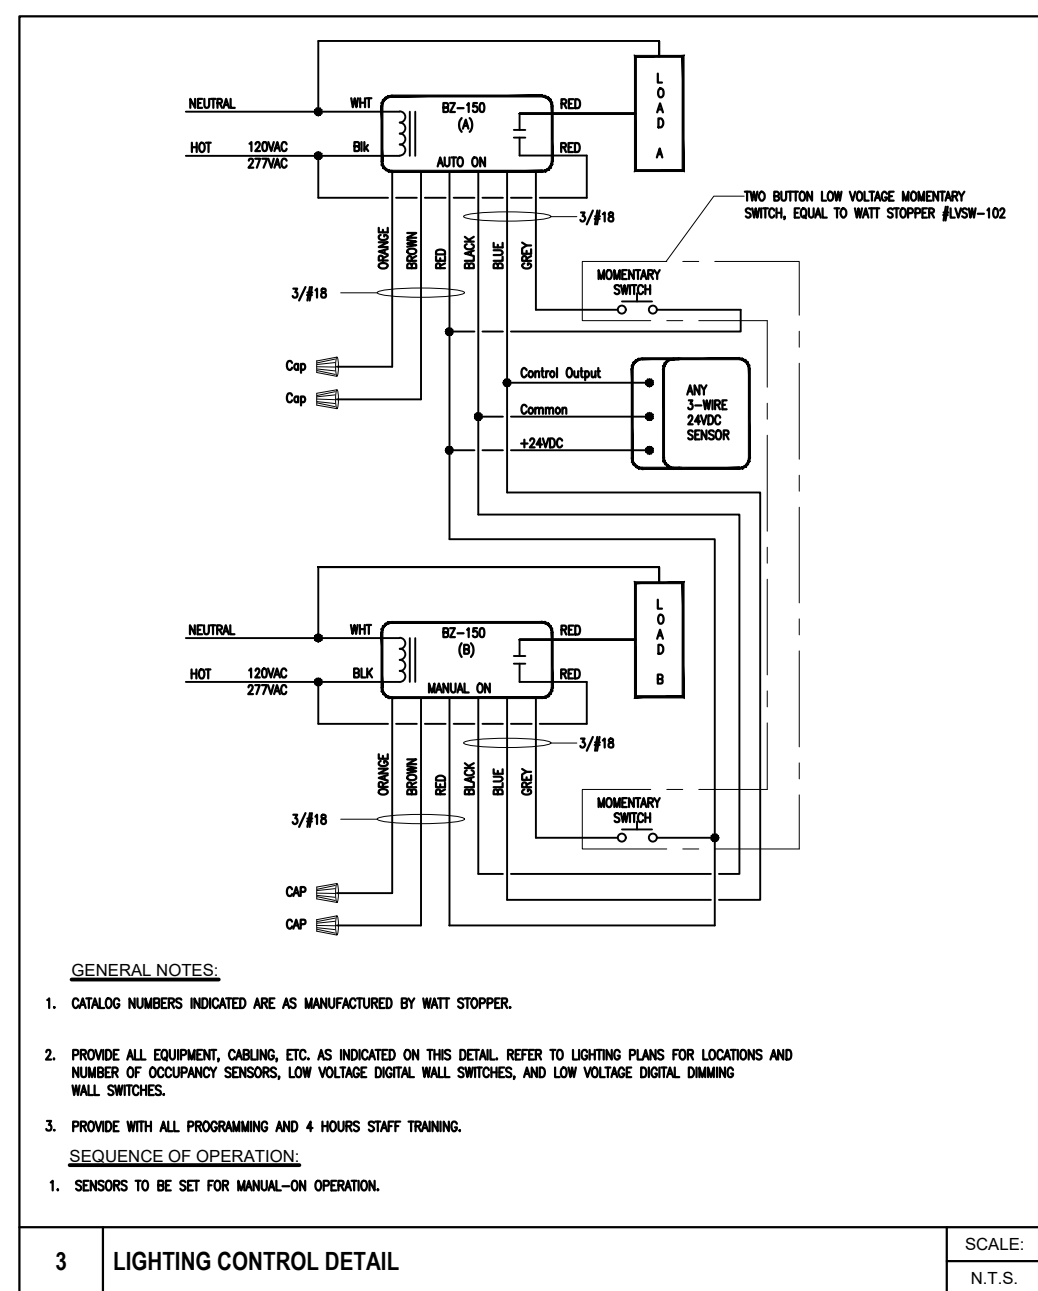 NEUTRAL
WHT
BZ-150
(A)
RED
LOAD A
HOT
120VAC
277VAC
Blk
AUTO ON
RED
3/#18
TWO BUTTON LOW VOLTAGE MOMENTARY
SWITCH, EQUAL TO WATT STOPPER #LVSW-102
ORANGE
BROWN
RED
BLACK
BLUE
GREY
3/#18
MOMENTARY
SWITCH
Cap
Cap
Control Output
Common
+24VDC
ANY
3-WIRE
24VDC
SENSOR
NEUTRAL
WHT
BZ-150
(B)
RED
LOAD B
HOT
120VAC
277VAC
BLK
MANUAL ON
RED
3/#18
ORANGE
BROWN
RED
BLACK
BLUE
GREY
3/#18
MOMENTARY
SWITCH
CAP
CAP
GENERAL NOTES:
1. CATALOG NUMBERS INDICATED ARE AS MANUFACTURED BY WATT STOPPER.
2. PROVIDE ALL EQUIPMENT, CABLING, ETC. AS INDICATED ON THIS DETAIL. REFER TO LIGHTING PLANS FOR LOCATIONS AND
NUMBER OF OCCUPANCY SENSORS, LOW VOLTAGE DIGITAL WALL SWITCHES, AND LOW VOLTAGE DIGITAL DIMMING
WALL SWITCHES.
3. PROVIDE WITH ALL PROGRAMMING AND 4 HOURS STAFF TRAINING.
SEQUENCE OF OPERATION:
1. SENSORS TO BE SET FOR MANUAL-ON OPERATION.
3
LIGHTING CONTROL DETAIL
SCALE:
N.T.S.